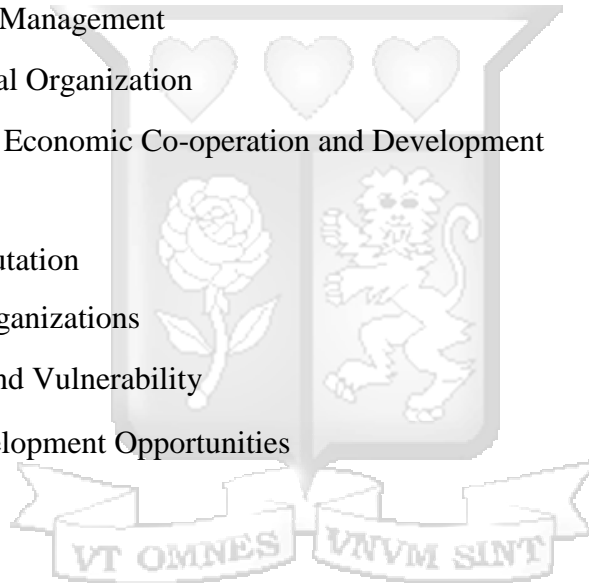 Management
al Organization
Economic Co-operation and Development
utation
ganizations
nd Vulnerability
elopment Opportunities
VT OMNES VNVM SINT